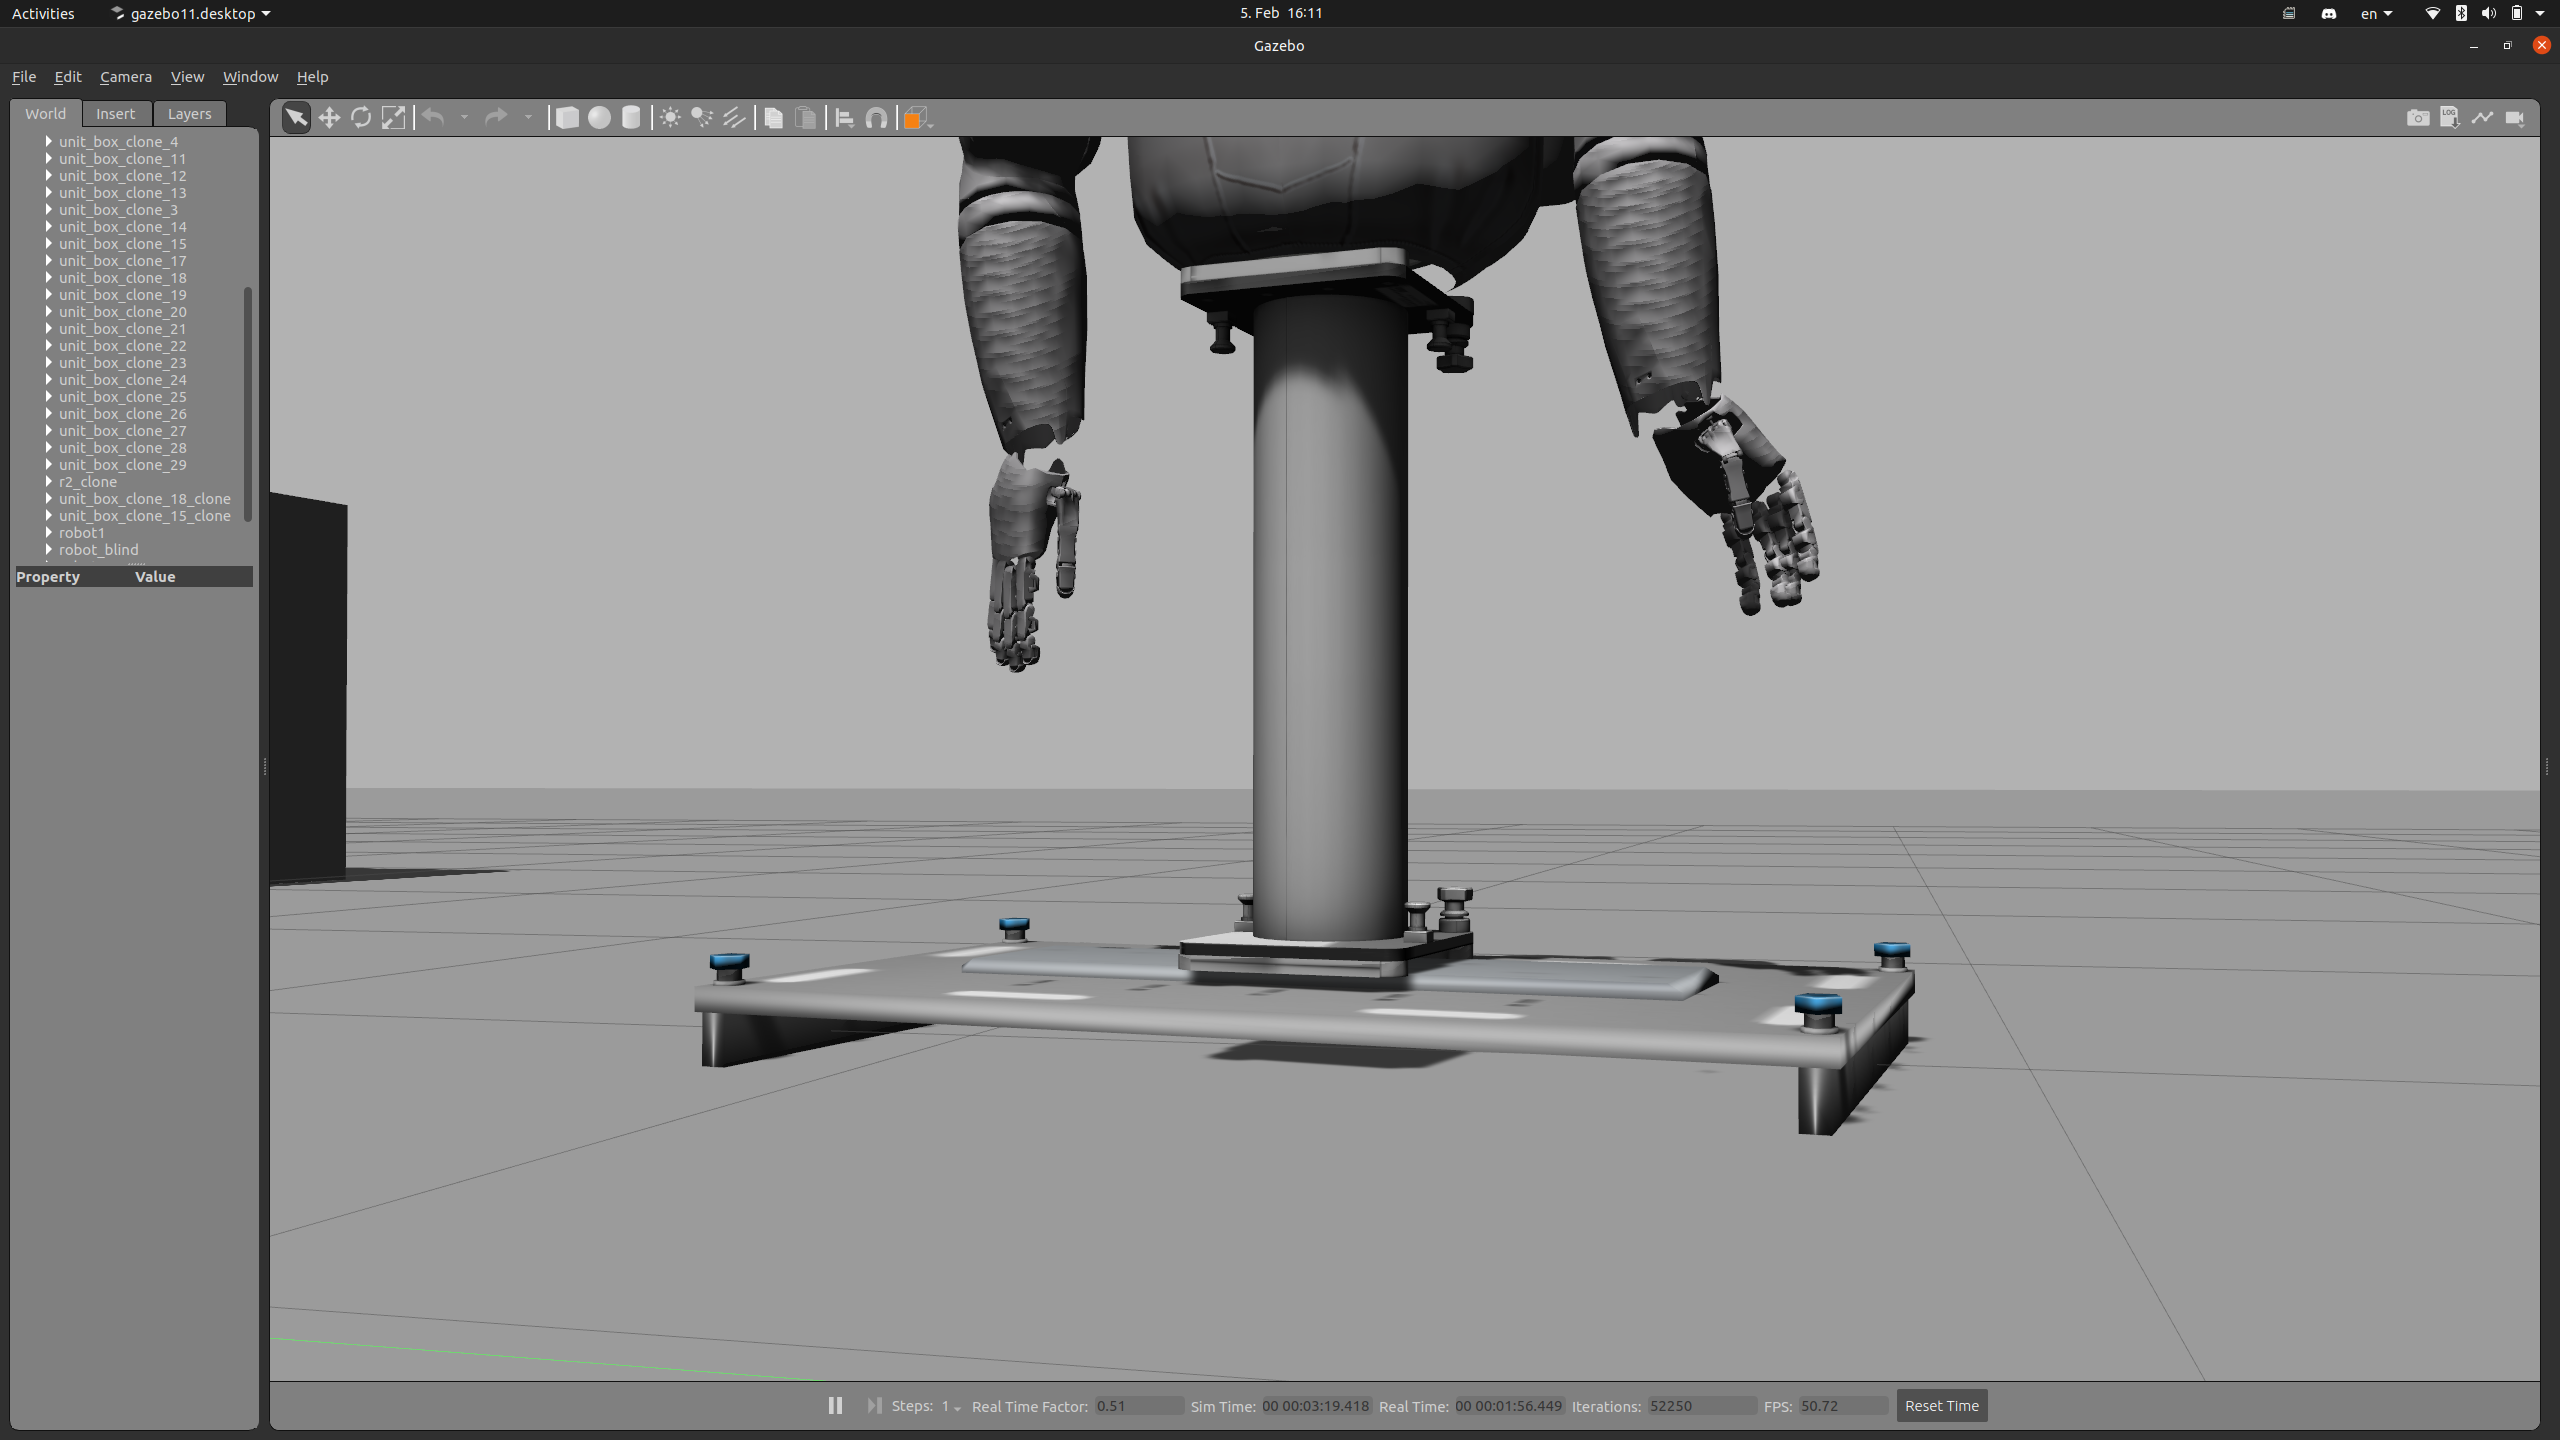 Activities gazebo11.desktop 5. Feb 16:11 en
Gazebo
File Edit Camera View Window Help
World Insert Layers
LOG
unit_box_clone_4
unit_box_clone_11
unit_box_clone_12
unit_box_clone_13
unit_box_clone_3
unit_box_clone_14
unit_box_clone_15
unit_box_clone_17
unit_box_clone_18
unit_box_clone_19
unit_box_clone_20
unit_box_clone_21
unit_box_clone_22
unit_box_clone_23
unit_box_clone_24
unit_box_clone_25
unit_box_clone_26
unit_box_clone_27
unit_box_clone_28
unit_box_clone_29
r2_clone
unit_box_clone_18_clone
unit_box_clone_15_clone
robot1
robot_blind
Property Value
Steps: 1 Real Time Factor: 0.51 Sim Time: 00 00:03:19.418 Real Time: 00 00:01:56.449 Iterations: 52250 FPS: 50.72 Reset Time